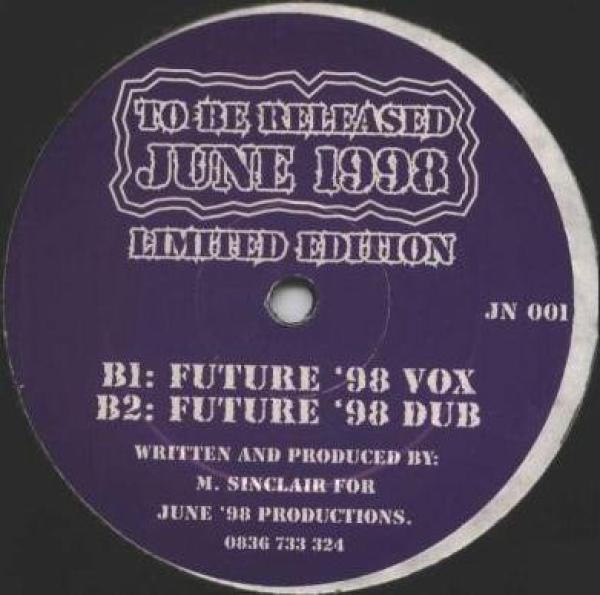 TO BE RELEASED
JUNE 1998
LIMITED EDITION
JN 001
B1: FUTURE '98 VOX
B2: FUTURE '98 DUB
WRITTEN AND PRODUCED BY:
M. SINCLAIR FOR
JUNE '98 PRODUCTIONS.
0836 733 324